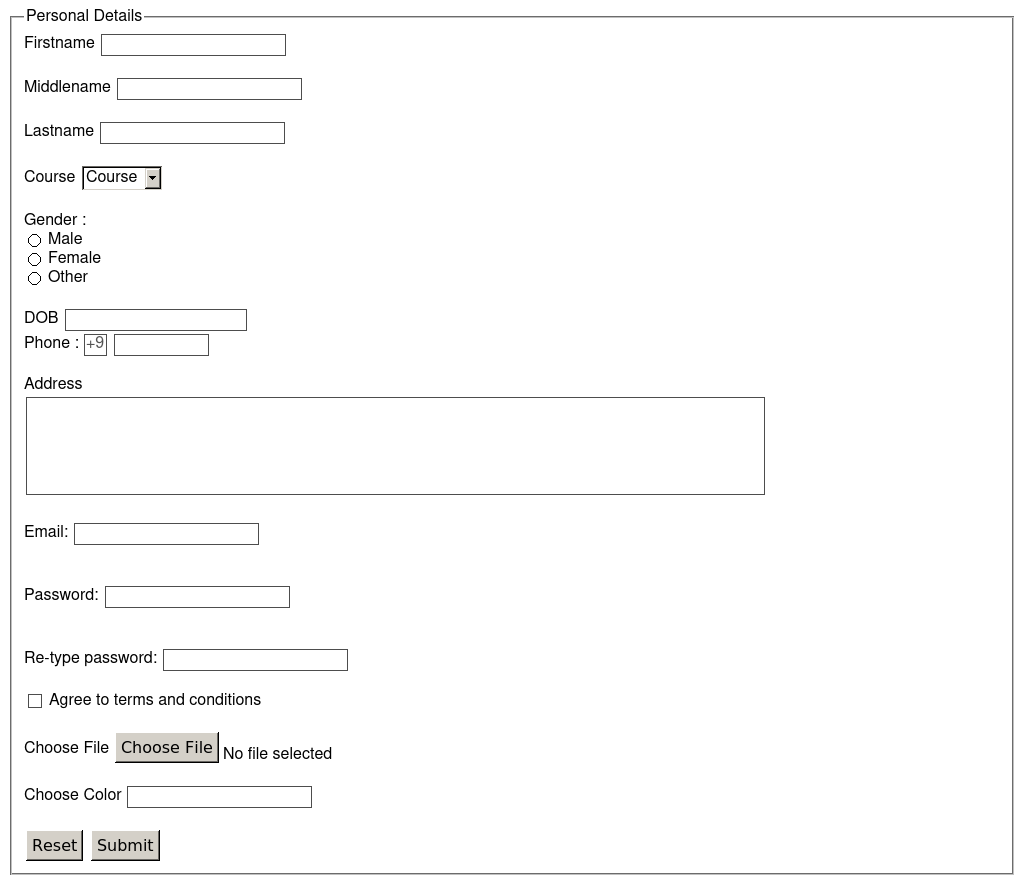 Personal Details
Firstname
Middlename
Lastname
Course Course
Gender :
Male
Female
Other
DOB
Phone : +9
Address
Email:
Password:
Re-type password:
Agree to terms and conditions
Choose File Choose File No file selected
Choose Color
Reset Submit